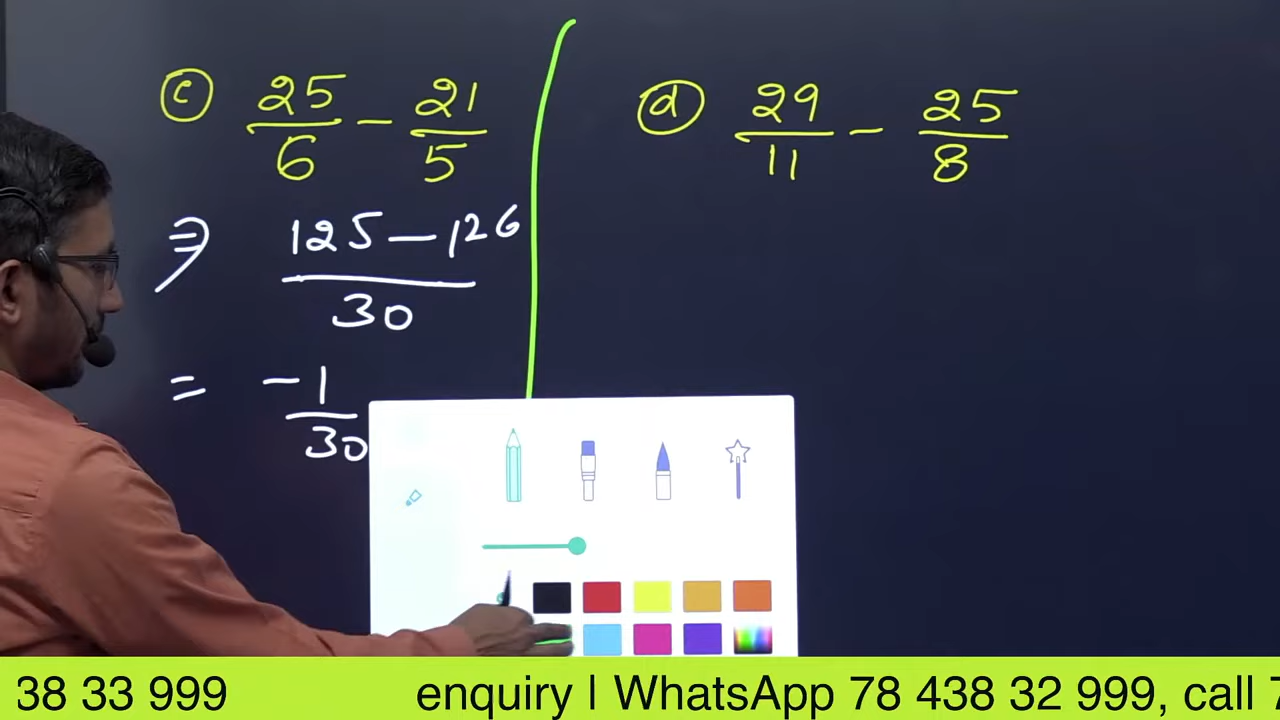 c 25/6 - 21/5
⇒ 125 - 126 / 30
= -1/30
d 29/11 - 25/8
38 33 999 enquiry I WhatsApp 78 438 32 999, call 7